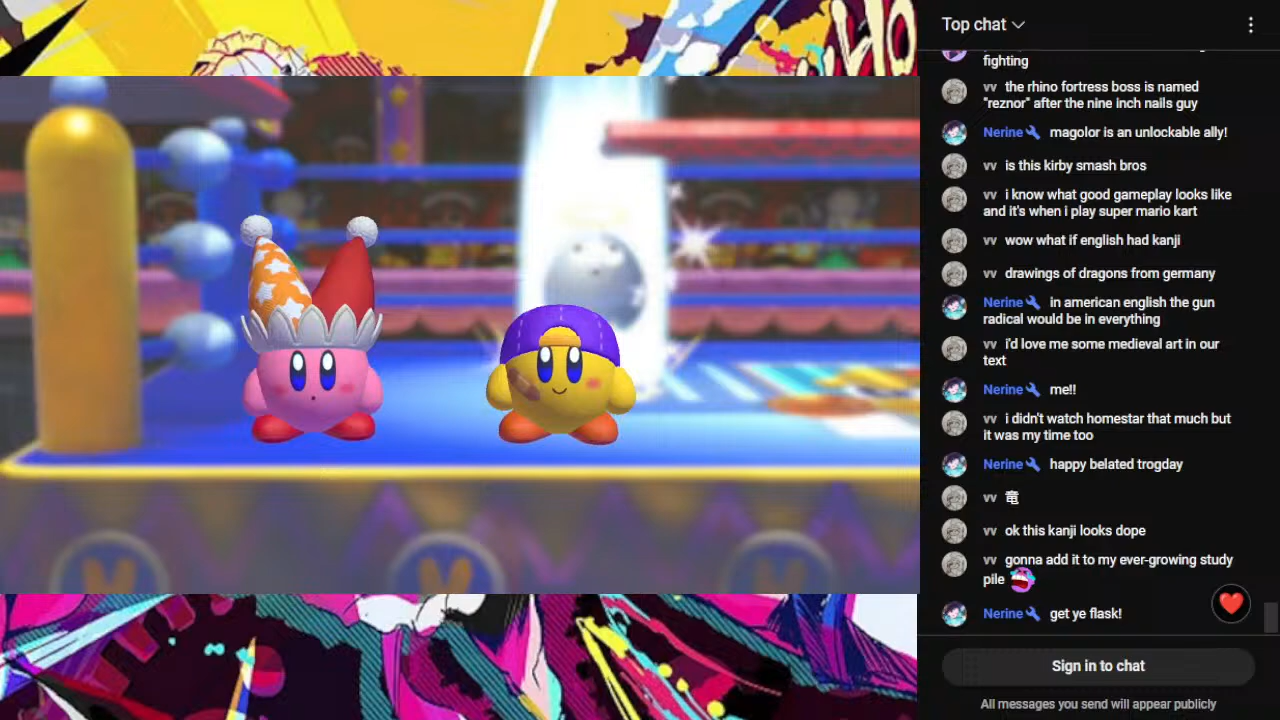 Top chat
fighting
vv the rhino fortress boss is named
"reznor" after the nine inch nails guy
Nerine magolor is an unlockable ally!
vv is this kirby smash bros
vv i know what good gameplay looks like
and it's when i play super mario kart
vv wow what if english had kanji
vv drawings of dragons from germany
Nerine in american english the gun
radical would be in everything
vv i'd love me some medieval art in our
text
Nerine me!!
vv i didn't watch homestar that much but
it was my time too
Nerine happy belated trogday
vv 竜
vv ok this kanji looks dope
vv gonna add it to my ever-growing study
pile
Nerine get ye flask!
Sign in to chat
All messages you send will appear publicly